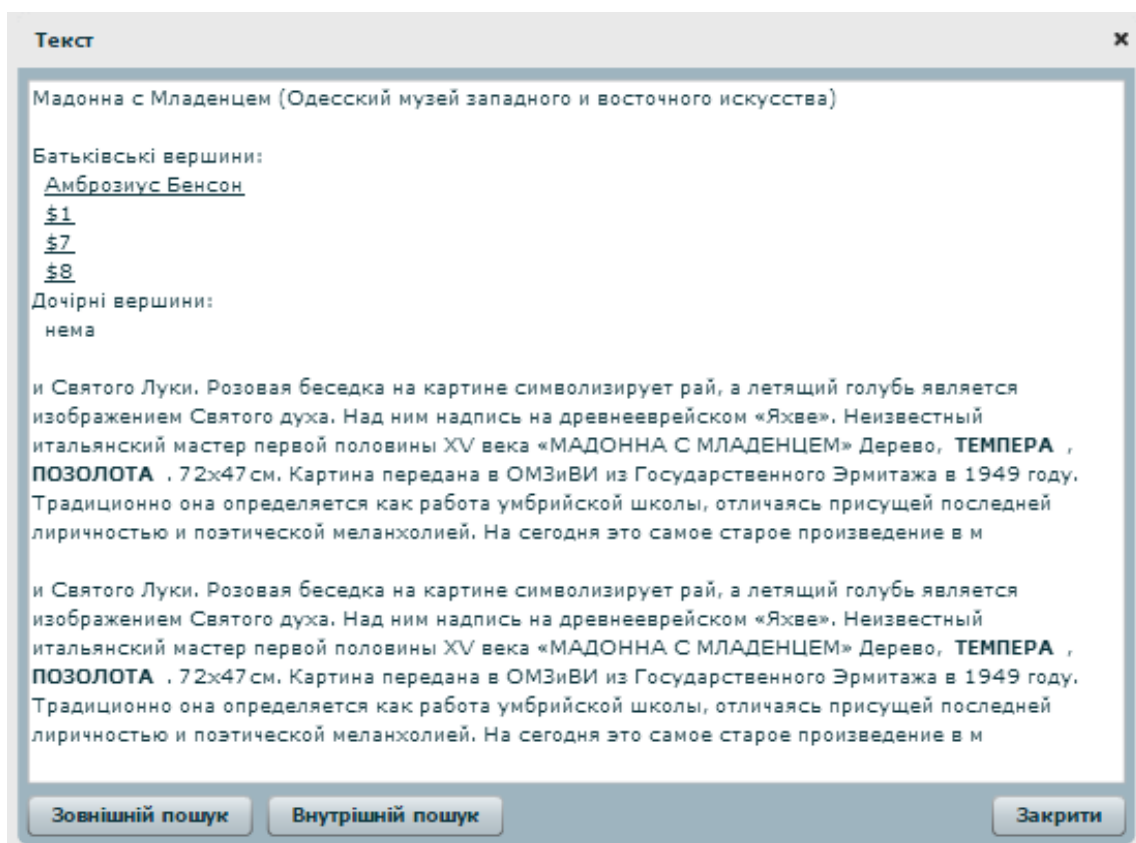 Текст
Мадонна с Младенцем (Одесский музей западного и восточного искусства)
Батьківські вершини:
Амброзиус Бенсон
$1
$7
$8
Дочірні вершини:
нема
и Святого Луки. Розовая беседка на картине символизирует рай, а летящий голубь является
изображением Святого духа. Над ним надпись на древнееврейском «Яхве». Неизвестный
итальянский мастер первой половины XV века «МАДОННА С МЛАДЕНЦЕМ» Дерево, ТЕМПЕРА ,
ПОЗОЛОТА . 72x47см. Картина передана в ОМЗиВИ из Государственного Эрмитажа в 1949 году.
Традиционно она определяется как работа умбрийской школы, отличаясь присущей последней
лиричностью и поэтической меланхолией. На сегодня это самое старое произведение в м
и Святого Луки. Розовая беседка на картине символизирует рай, а летящий голубь является
изображением Святого духа. Над ним надпись на древнееврейском «Яхве». Неизвестный
итальянский мастер первой половины XV века «МАДОННА С МЛАДЕНЦЕМ» Дерево, ТЕМПЕРА ,
ПОЗОЛОТА . 72x47см. Картина передана в ОМЗиВИ из Государственного Эрмитажа в 1949 году.
Традиционно она определяется как работа умбрийской школы, отличаясь присущей последней
лиричностью и поэтической меланхолией. На сегодня это самое старое произведение в м
Зовнішній пошук Внутрішній пошук Закрити